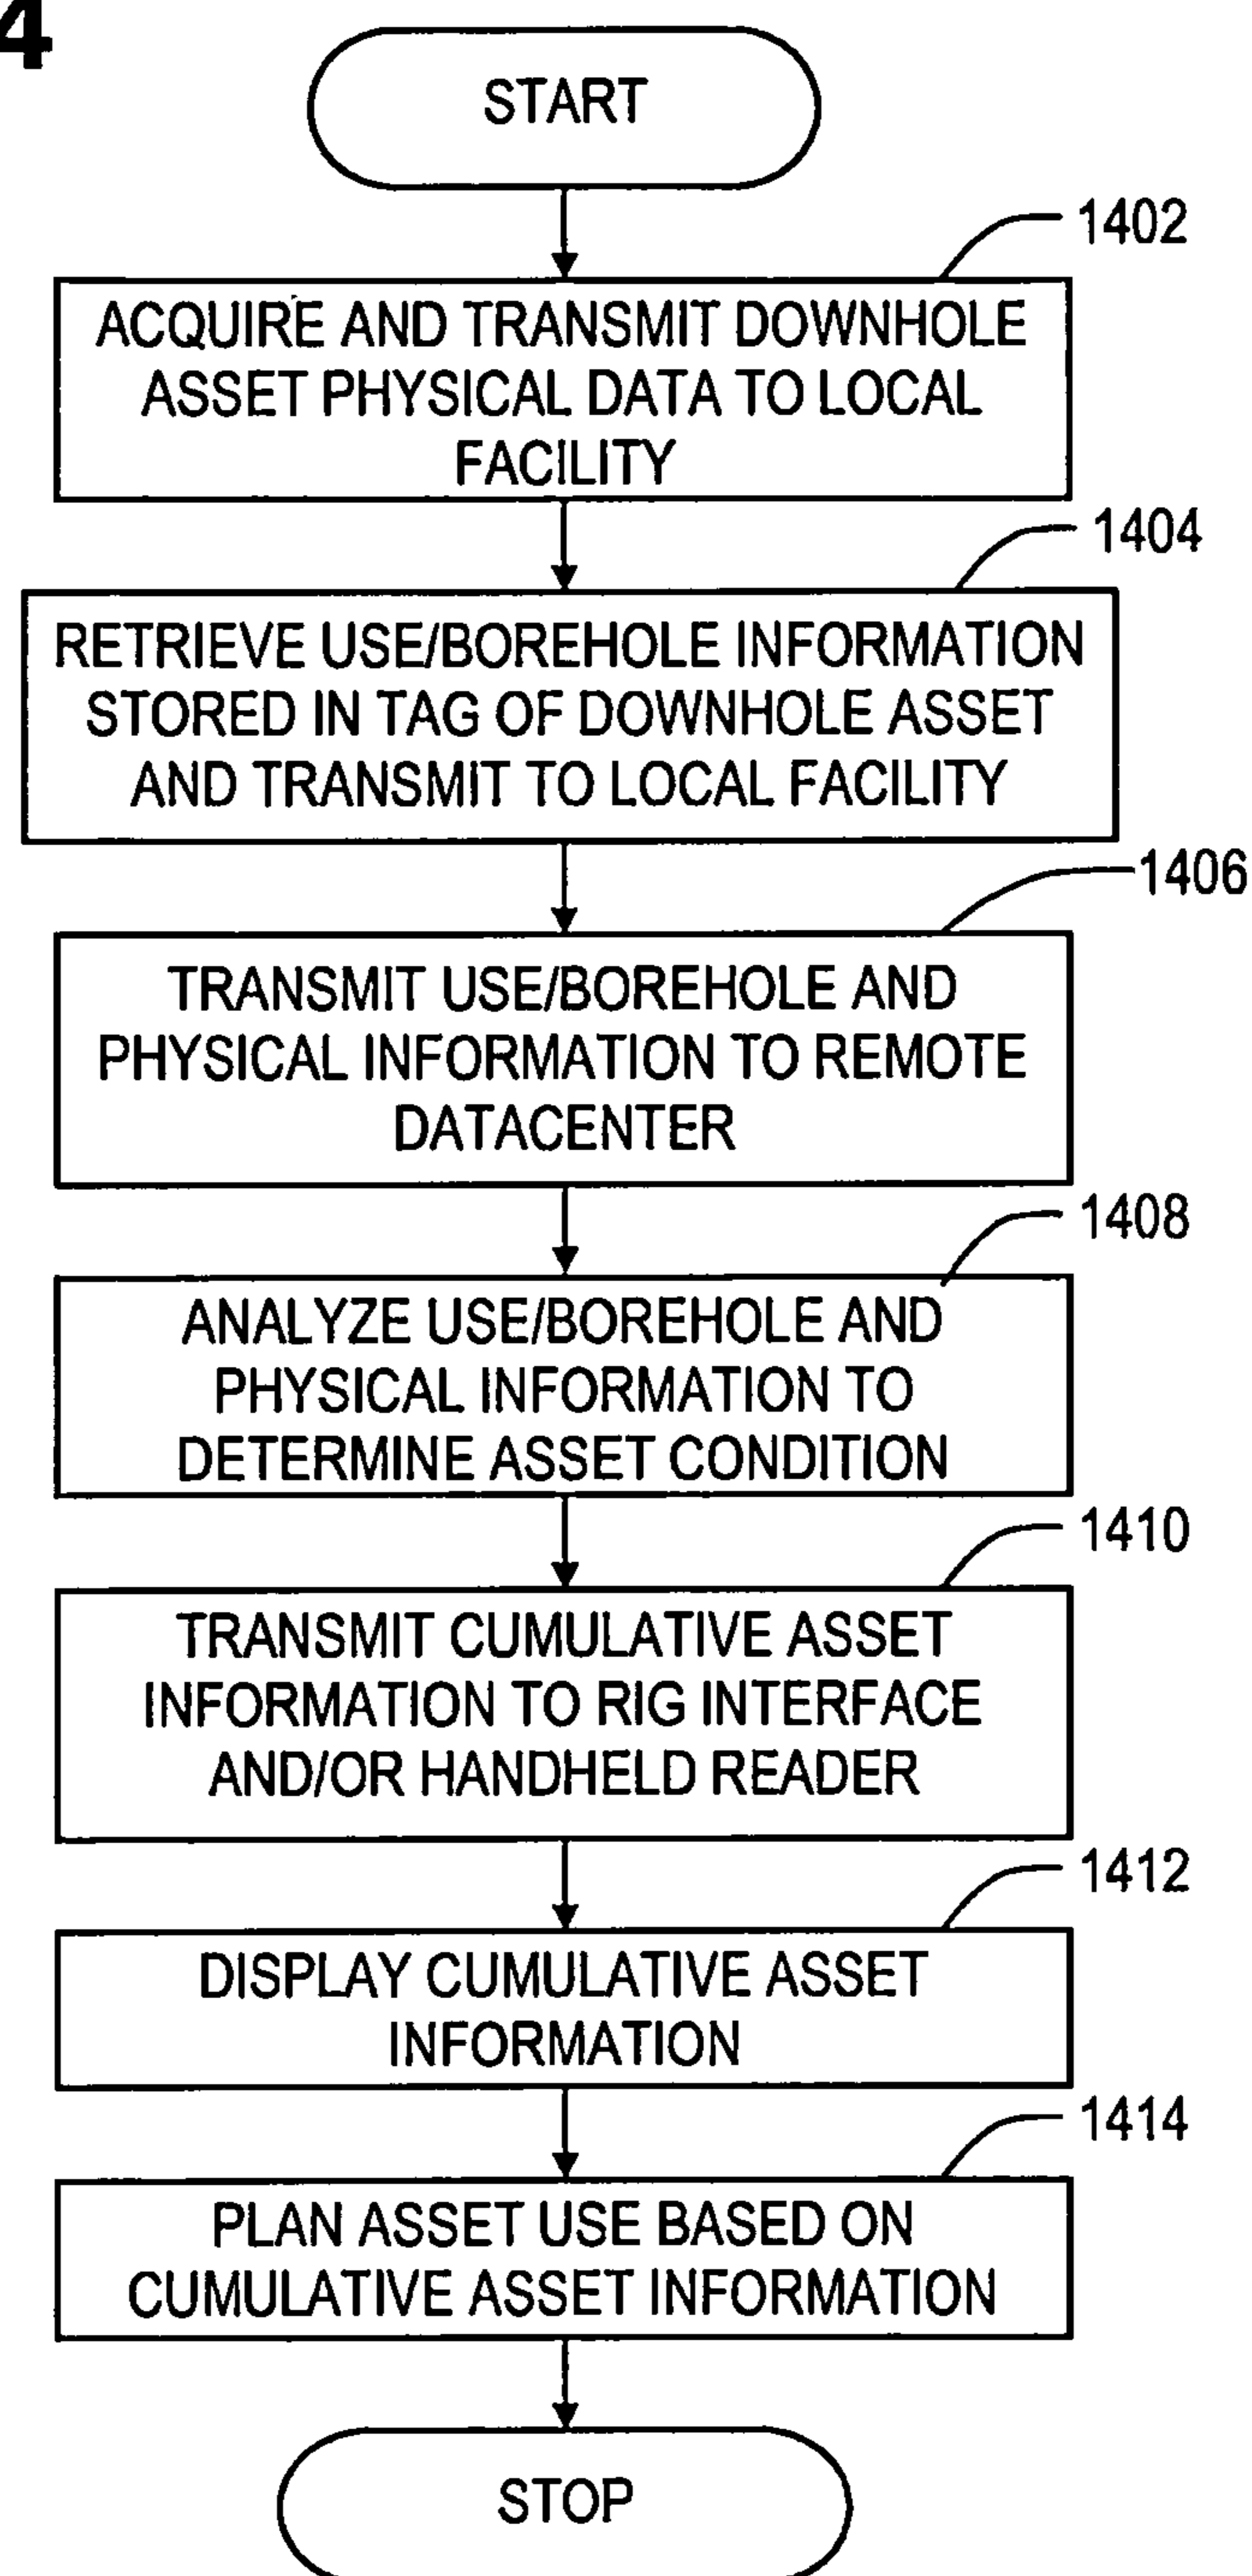 4
START
1402
ACQUIRE AND TRANSMIT DOWNHOLE
ASSET PHYSICAL DATA TO LOCAL
FACILITY
1404
RETRIEVE USE/BOREHOLE INFORMATION
STORED IN TAG OF DOWNHOLE ASSET
AND TRANSMIT TO LOCAL FACILITY
1406
TRANSMIT USE/BOREHOLE AND
PHYSICAL INFORMATION TO REMOTE
DATACENTER
1408
ANALYZE USE/BOREHOLE AND
PHYSICAL INFORMATION TO
DETERMINE ASSET CONDITION
1410
TRANSMIT CUMULATIVE ASSET
INFORMATION TO RIG INTERFACE
AND/OR HANDHELD READER
1412
DISPLAY CUMULATIVE ASSET
INFORMATION
1414
PLAN ASSET USE BASED ON
CUMULATIVE ASSET INFORMATION
STOP